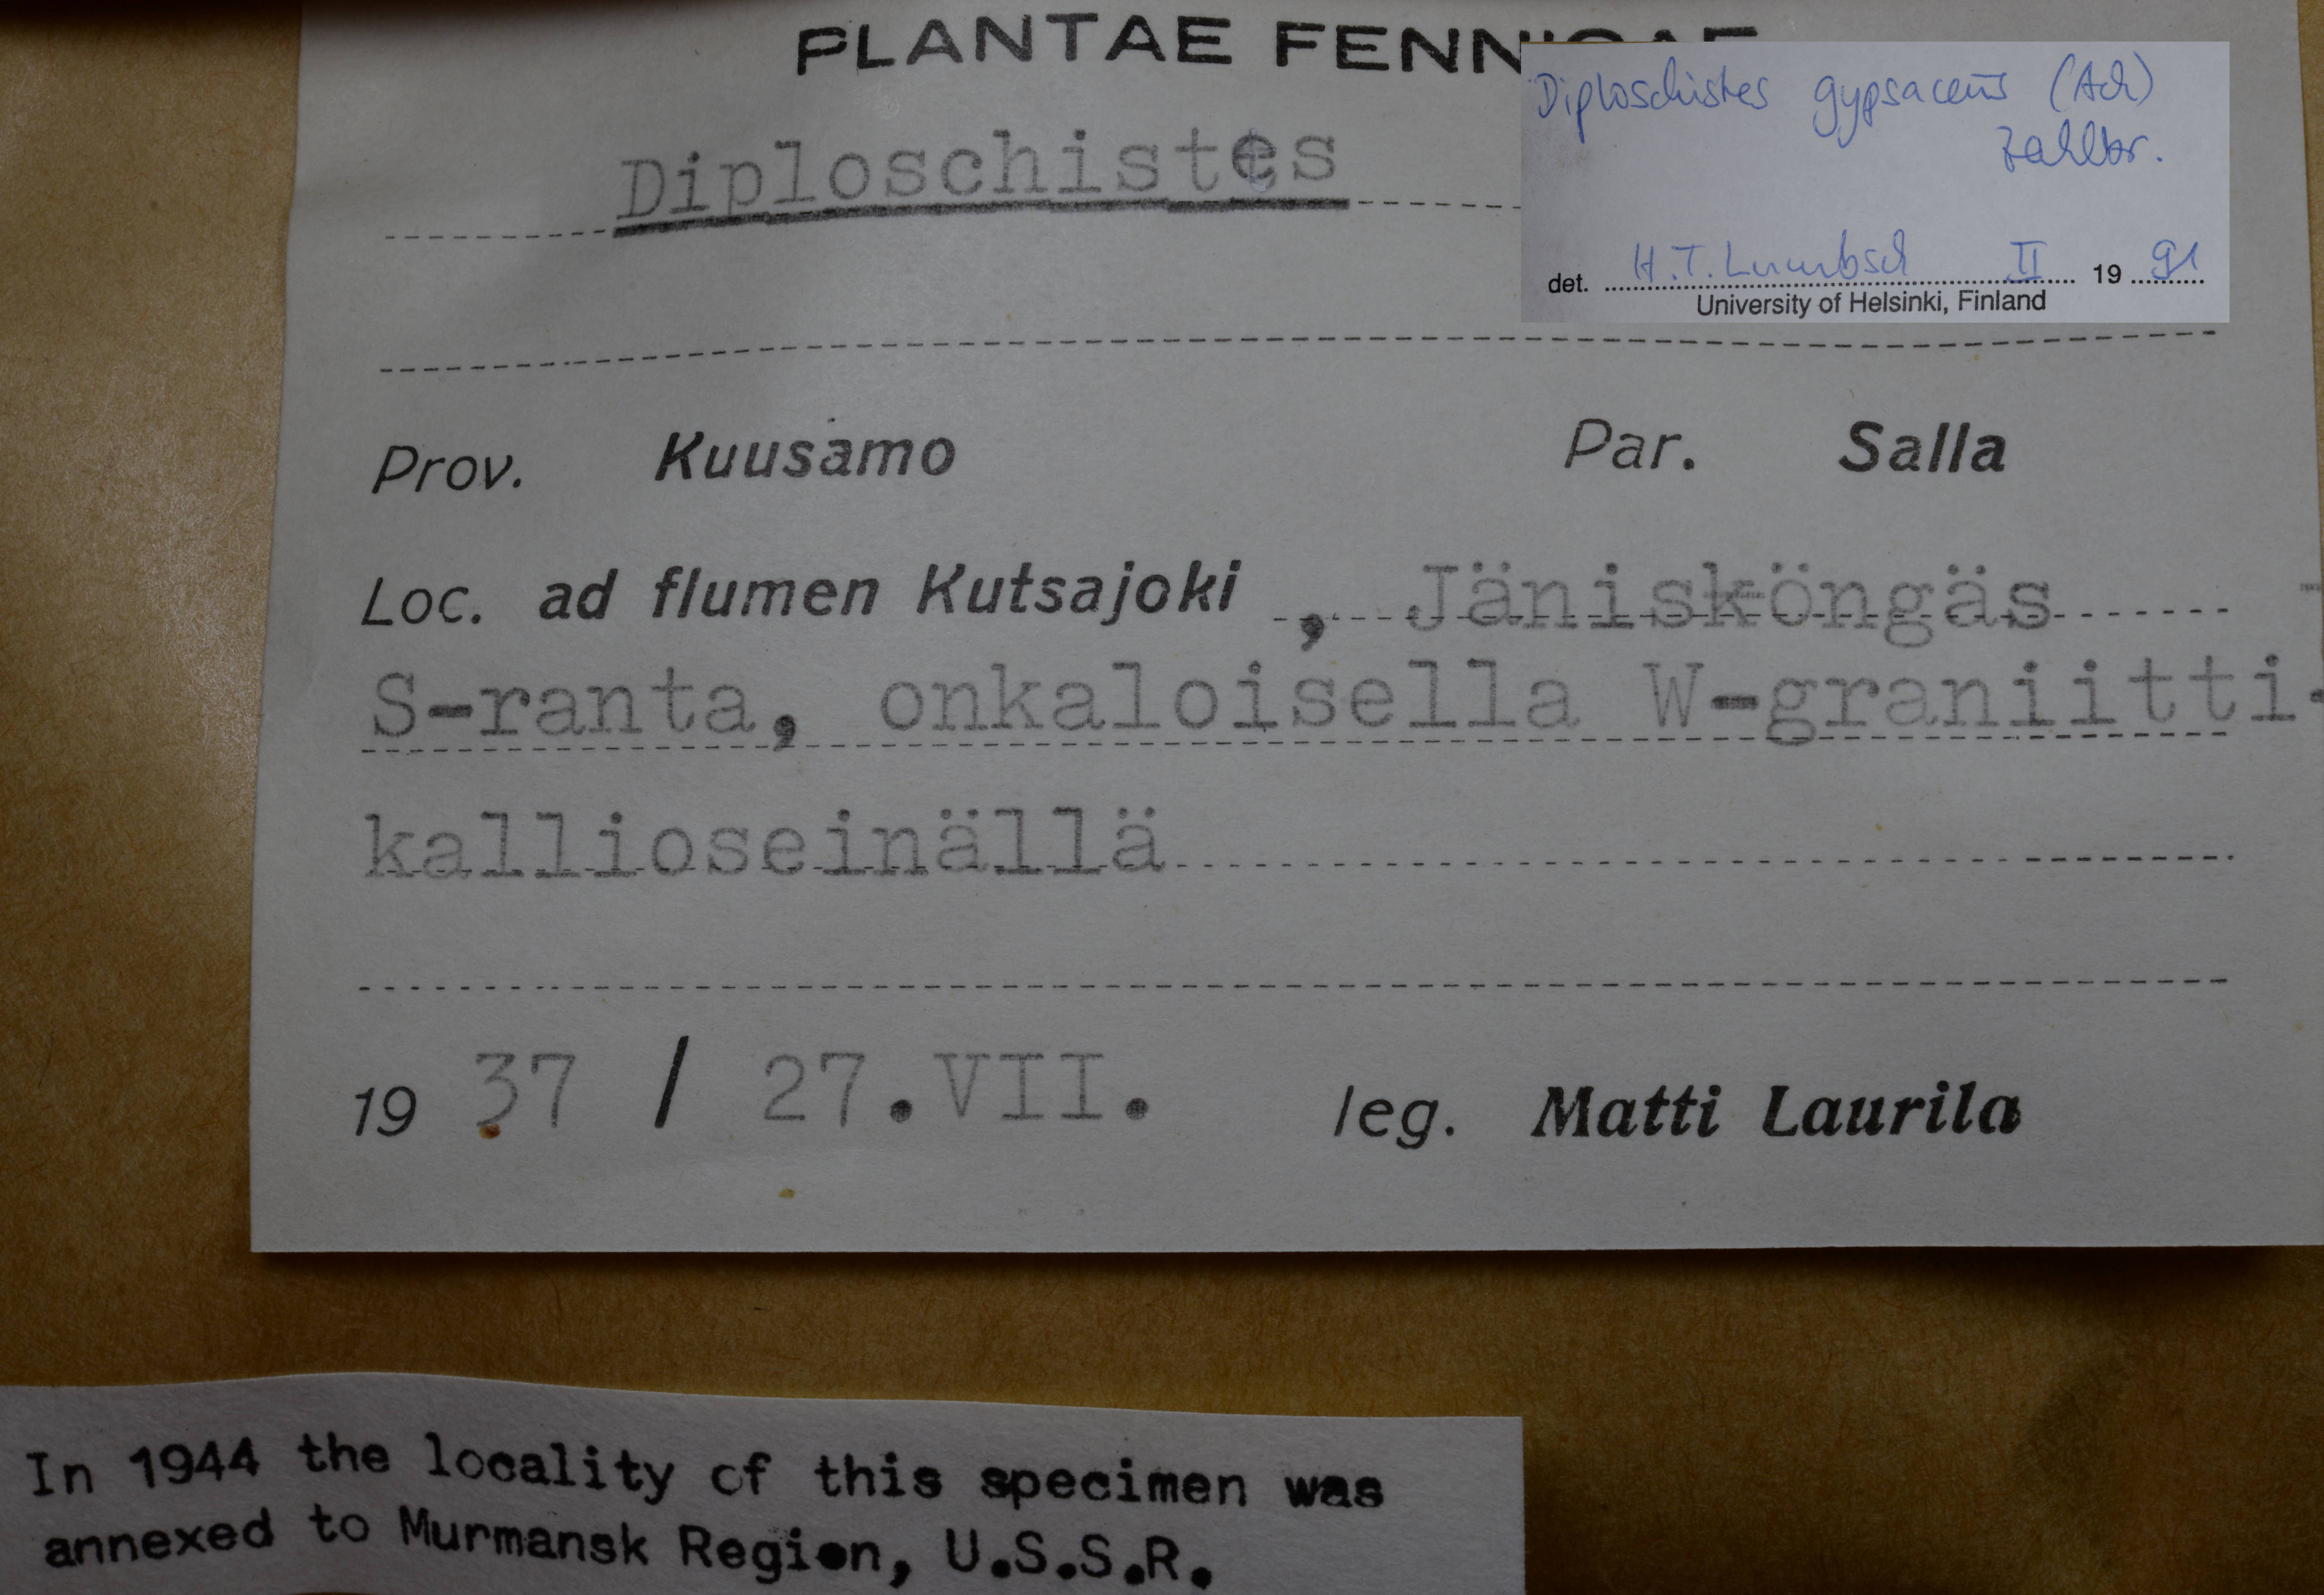 PLANTAE FENNICAE
Diploschistes
Diploschistes gypsaceus (Ach)
Zahlbr.
det. H.T. Lumbsch II 19 91
University of Helsinki, Finland
Prov. Kuusamo Par. Salla
Loc. ad flumen Kutsajoki, Jänisköngäs -
S-ranta, onkaloisella W-graniitti-
kallioseinällä
19 37 / 27.VII. leg. Matti Laurila
In 1944 the locality of this specimen was
annexed to Murmansk Region, U.S.S.R.